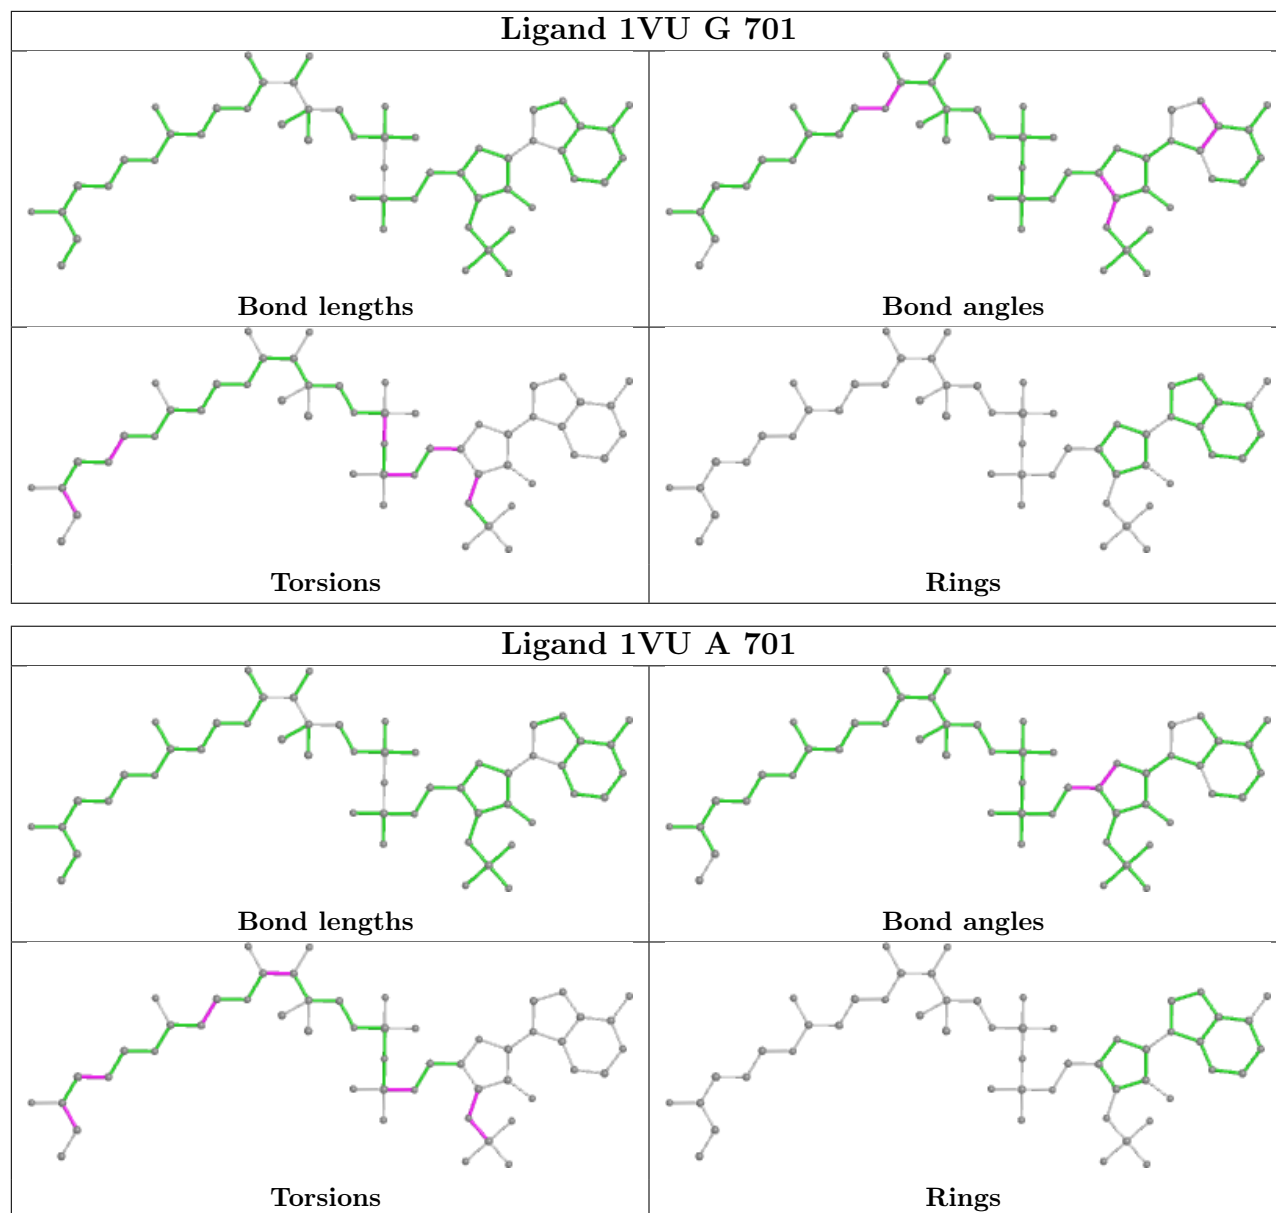 Ligand 1VU G 701
Bond lengths
Bond angles
Torsions
Rings
Ligand 1VU A 701
Bond lengths
Bond angles
Torsions
Rings